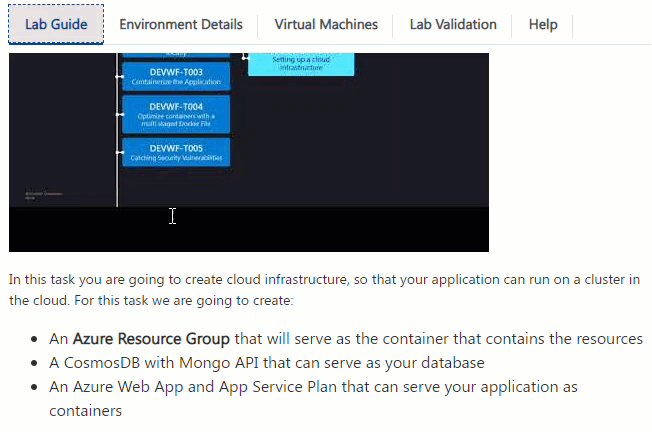 Lab Guide
Environment Details
Virtual Machines
Lab Validation
Help
locally
Setting up a cloud
infrastructure
DEVWF-T003
Containerize the Application
DEVWF-T004
Optimize containers with a
multi staged Docker File
DEVWF-T005
Catching Security Vulnerabilities
In this task you are going to create cloud infrastructure, so that your application can run on a cluster in
the cloud. For this task we are going to create:
• An Azure Resource Group that will serve as the container that contains the resources
• A CosmosDB with Mongo API that can serve as your database
• An Azure Web App and App Service Plan that can serve your application as
containers